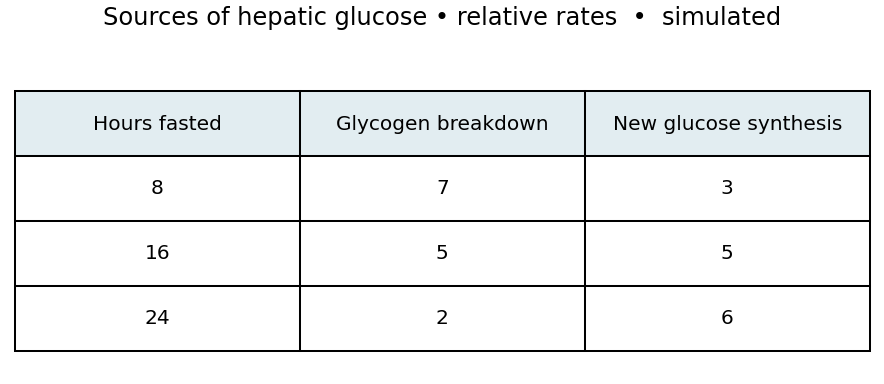 Sources of hepatic glucose • relative rates  •  simulated
Hours fasted Glycogen breakdown New glucose synthesis
8 7 3
16 5 5
24 2 6